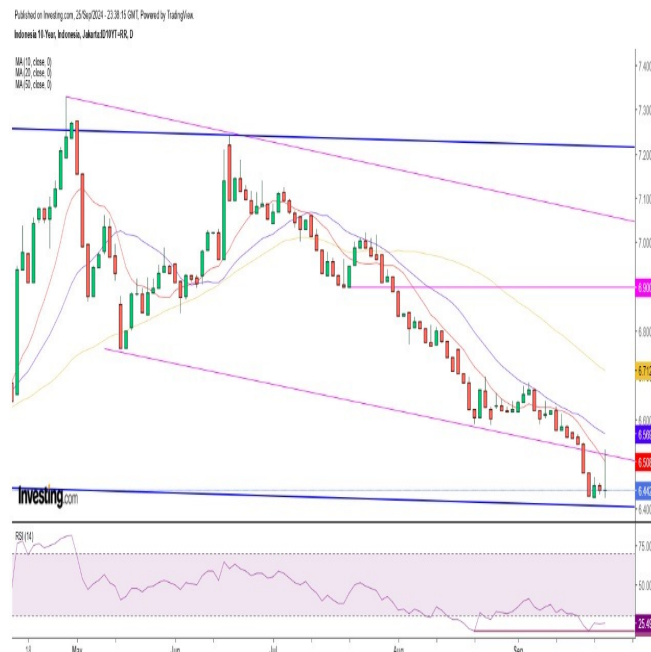 Published on Investing.com, 25/Sep/2024 - 23:38:15 GMT, Powered by TradingView.
Indonesia 10-Year, Indonesia, Jakarta:ID10YT=RR, D
MA (10, close, 0)
MA (20, close, 0)
MA (50, close, 0)
7.400
7.300
7.200
7.100
7.000
6.900
6.800
6.712
6.600
6.569
6.506
6.442
6.400
Investing.com
RSI (14)
75.00
50.00
25.49
May
Jun
Jul
Aug
Sep